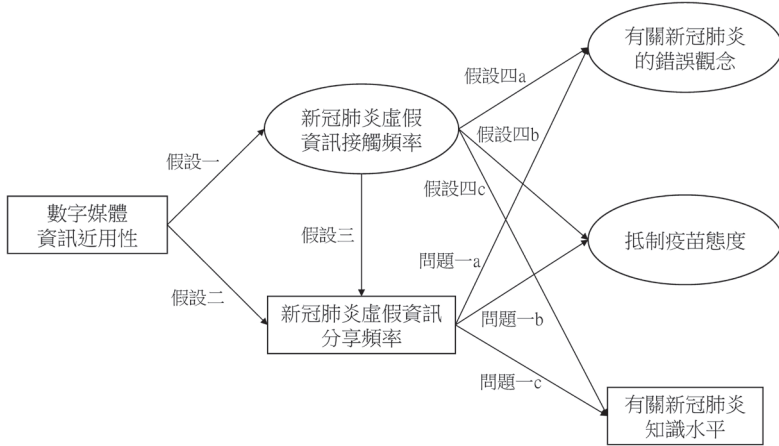 有關新冠肺炎
的錯誤觀念
假設四a
新冠肺炎虛假
資訊接觸頻率
假設四b
假設一
假設四c
數字媒體
資訊近用性
假設三
抵制疫苗態度
問題一a
假設二
新冠肺炎虛假資訊
分享頻率
問題一b
問題一c
有關新冠肺炎
知識水平